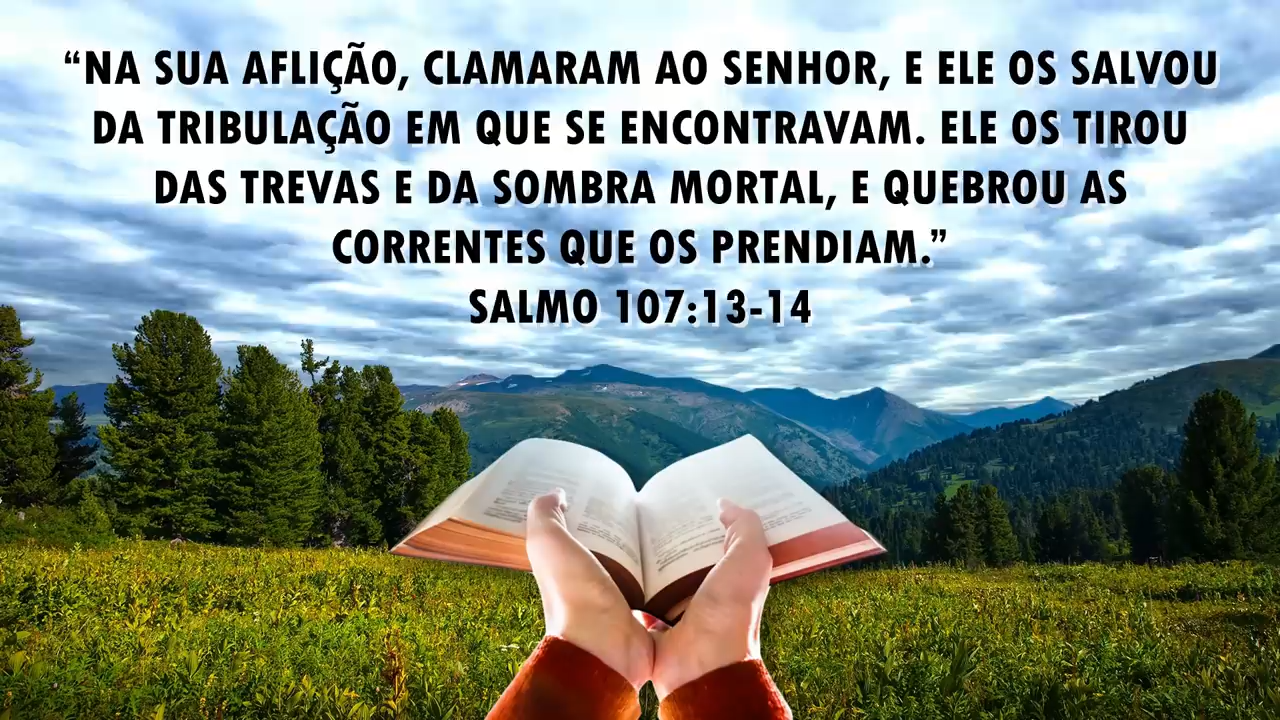 “NA SUA AFLIÇÃO, CLAMARAM AO SENHOR, E ELE OS SALVOU
DA TRIBULAÇÃO EM QUE SE ENCONTRAVAM. ELE OS TIROU
DAS TREVAS E DA SOMBRA MORTAL, E QUEBROU AS
CORRENTES QUE OS PRENDIAM.”
SALMO 107:13-14